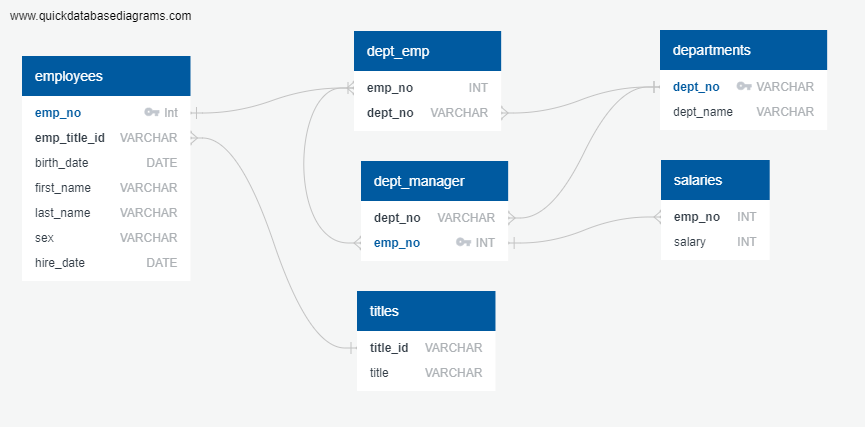 www.quickdatabasediagrams.com
employees
emp_no Int
emp_title_id VARCHAR
birth_date DATE
first_name VARCHAR
last_name VARCHAR
sex VARCHAR
hire_date DATE
dept_emp
emp_no INT
dept_no VARCHAR
dept_manager
dept_no VARCHAR
emp_no INT
titles
title_id VARCHAR
title VARCHAR
departments
dept_no VARCHAR
dept_name VARCHAR
salaries
emp_no INT
salary INT